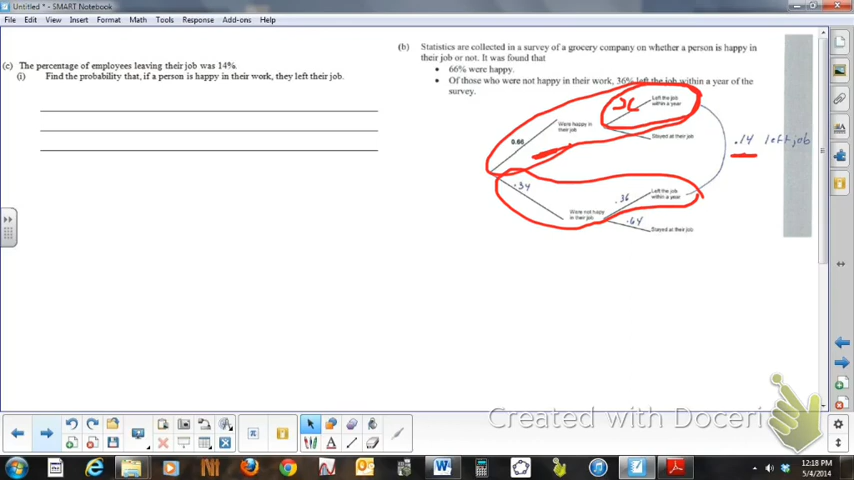 Untitled * - SMART Notebook
File Edit View Insert Format Math Tools Response Add-ons Help
(c) The percentage of employees leaving their job was 14%.
(i) Find the probability that, if a person is happy in their work, they left their job.
(b) Statistics are collected in a survey of a grocery company on whether a person is happy in
their job or not. It was found that
• 66% were happy.
• Of those who were not happy in their work, 36% left the job within a year of the
survey.
Left the job
within a year
Were happy in
their job
0.66
Stayed at their job
.14 left job
.34
.36
Left the job
within a year
Were not happy
in their job
.64
Stayed at their job
Created with Doceri
12:18 PM
5/4/2014